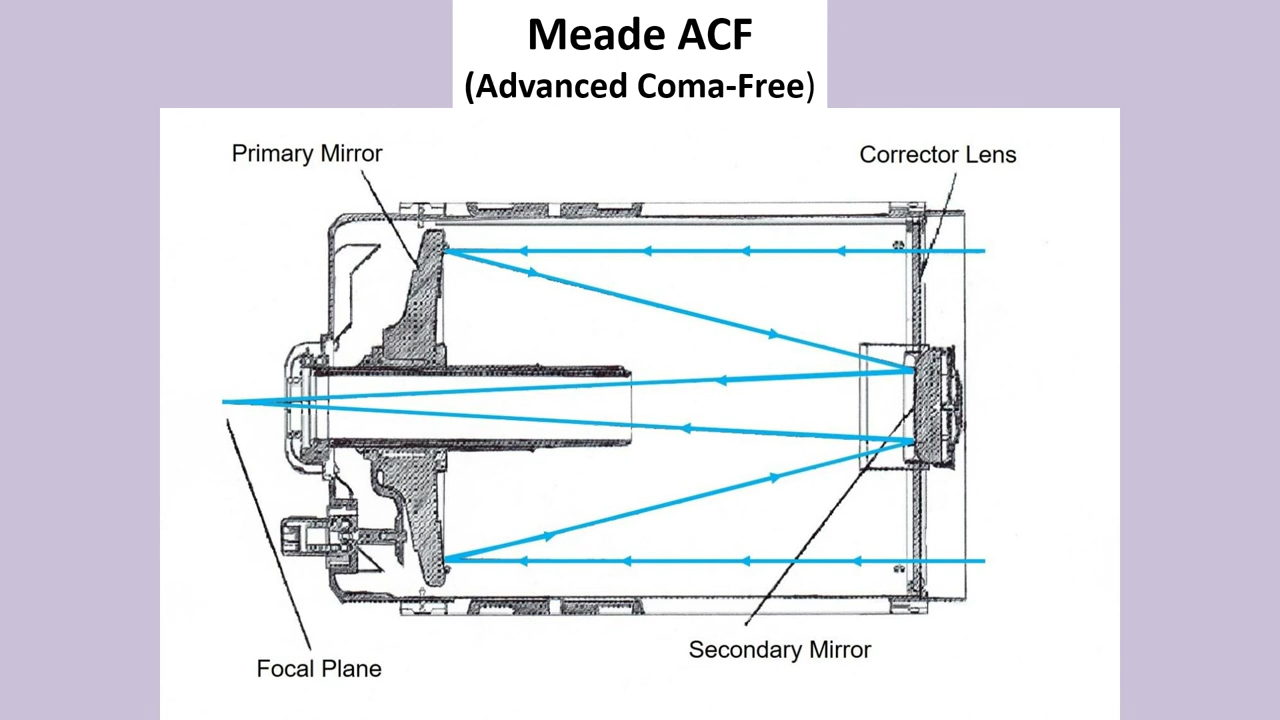 Meade ACF
(Advanced Coma-Free)
Primary Mirror
Corrector Lens
Secondary Mirror
Focal Plane